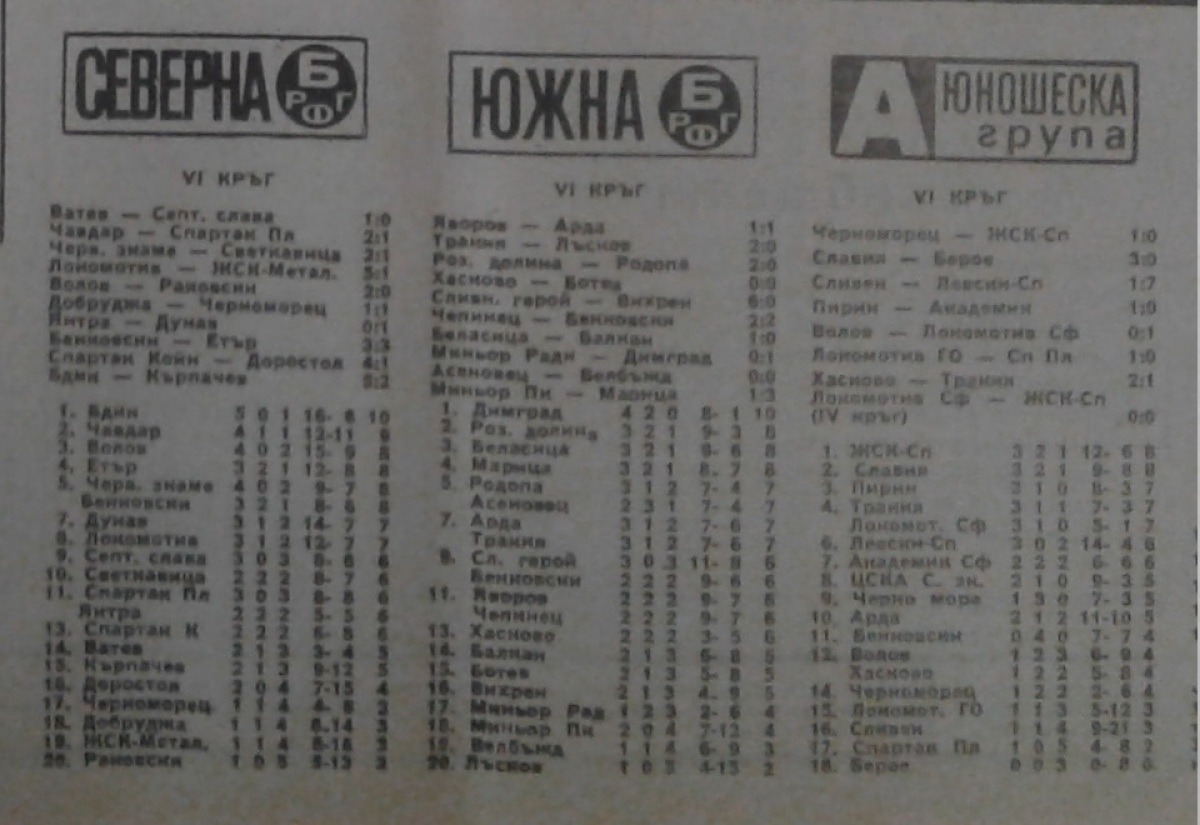 СЕВЕРНА Б РФГ
VI КРЪГ
Ватев — Септ. слава 1:0
Чавдар — Спартак Пл 2:1
Черв. знаме — Светкавица 2:1
Локомотив — ЖСК-Метал. 5:1
Волов — Раковски 2:0
Добруджа — Черноморец 1:1
Янтра — Дунав 0:1
Бенковски — Етър 3:3
Спартак Койн — Доростол 4:1
Бдин — Кърпачев 5:2
1. Бдин 5 0 1 16- 8 10
2. Чавдар 4 1 1 12-11 9
3. Волов 4 0 2 15- 9 8
4. Етър 3 2 1 12- 8 8
5. Черв. знаме 4 0 2 9- 7 8
Бенковски 3 2 1 8- 6 8
7. Дунав 3 1 2 14- 7 7
8. Локомотив 3 1 2 12- 7 7
9. Септ. слава 3 0 3 8- 6 6
10. Светкавица 2 2 2 8- 7 6
11. Спартак Пл 3 0 3 8- 8 6
Янтра 2 2 2 5- 5 6
13. Спартак К 2 2 2 6- 8 6
14. Ватев 2 1 3 3- 4 5
15. Кърпачев 2 1 3 9-12 5
16. Доростол 2 0 4 7-15 4
17. Черноморец 1 1 4 4- 8 3
18. Добруджа 1 1 4 6-14 3
19. ЖСК-Метал. 1 1 4 8-18 3
20. Раковски 1 0 5 5-13 2
ЮЖНА Б РФГ
VI КРЪГ
Яворов — Арда 1:1
Тракия — Лъсков 2:0
Роз. долина — Родопа 2:0
Хасково — Ботев 0:0
Сливн. герой — Вихрен 6:0
Чепинец — Бенковски 2:2
Беласица — Балкан 1:0
Миньор Радн — Димград 0:1
Асеновец — Велбъжд 0:0
Миньор Пк — Марица 1:3
1. Димград 4 2 0 8- 1 10
2. Роз. долина 3 2 1 9- 3 8
3. Беласица 3 2 1 9- 6 8
4. Марица 3 2 1 8- 7 8
5. Родопа 3 1 2 7- 4 7
Асеновец 2 3 1 7- 4 7
7. Арда 3 1 2 7- 6 7
Тракия 3 1 2 7- 6 7
9. Сл. герой 3 0 3 11- 8 6
Бенковски 2 2 2 9- 6 6
11. Яворов 2 2 2 9- 7 6
Чепинец 2 2 2 9- 7 6
13. Хасково 2 2 2 3- 5 6
14. Балкан 2 1 3 6- 8 5
15. Ботев 2 1 3 5- 8 5
16. Вихрен 2 1 3 4- 9 5
17. Миньор Рад 1 2 3 2- 6 4
18. Миньор Пк 2 0 4 7-12 4
19. Велбъжд 1 1 4 6- 9 3
20. Лъсков 1 0 5 4-15 2
А ЮНОШЕСКА
група
VI КРЪГ
Черноморец — ЖСК-Сп 1:0
Славия — Берое 3:0
Сливен — Левски-Сп 1:7
Пирин — Академик 1:0
Волов — Локомотив Сф 0:1
Локомотив ГО — Сп Пл 1:0
Хасково — Тракия 2:1
Локомотив Сф — ЖСК-Сп
(IV кръг) 0:0
1. ЖСК-Сп 3 2 1 12- 6 8
2. Славия 3 2 1 9- 8 8
3. Пирин 3 1 0 8- 3 7
4. Тракия 3 1 1 7- 3 7
Локомот. Сф 3 1 0 5- 1 7
6. Левски-Сп 3 0 2 14- 4 6
7. Академик Сф 2 2 2 6- 6 6
8. ЦСКА С. зн. 2 1 0 9- 3 5
9. Черно море 1 3 0 7- 3 5
10. Арда 2 1 2 11-10 5
11. Бенковски 0 4 0 7- 7 4
12. Волов 1 2 3 6- 9 4
Хасково 1 2 2 5- 8 4
14. Черноморец 1 2 2 2- 6 4
15. Локомот. ГО 1 1 3 5-12 3
16. Сливен 1 1 4 9-21 3
17. Спартак Пл 1 0 5 4- 8 2
18. Берое 0 0 3 0- 8 0